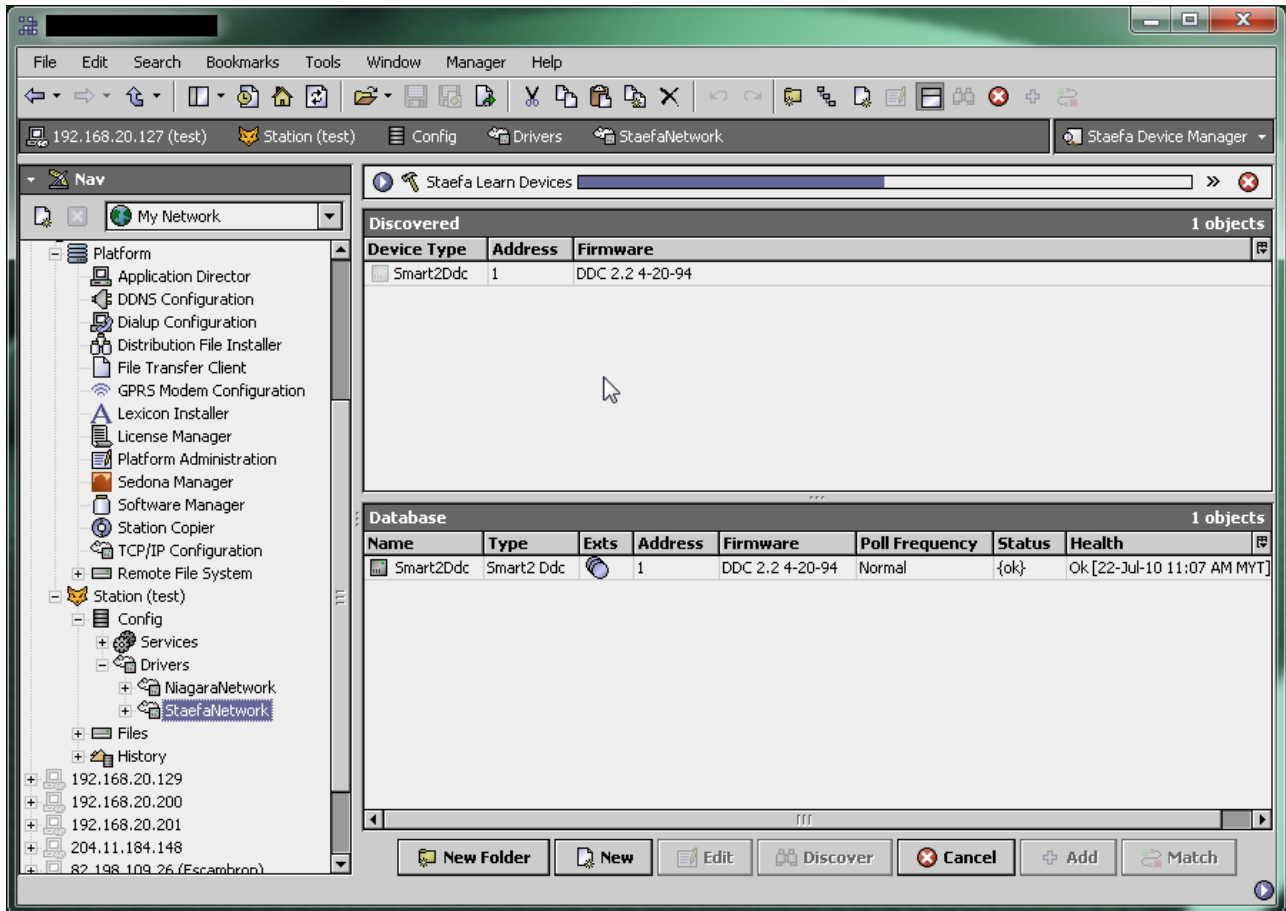 File Edit Search Bookmarks Tools Window Manager Help
192.168.20.127 (test) Station (test) Config Drivers StaefaNetwork Staefa Device Manager
Nav
My Network
Platform
Application Director
DDNS Configuration
Dialup Configuration
Distribution File Installer
File Transfer Client
GPRS Modem Configuration
Lexicon Installer
License Manager
Platform Administration
Sedona Manager
Software Manager
Station Copier
TCP/IP Configuration
Remote File System
Station (test)
Config
Services
Drivers
NiagaraNetwork
StaefaNetwork
Files
History
192.168.20.129
192.168.20.200
192.168.20.201
204.11.184.148
82.198.109.26 (Escambron)
Staefa Learn Devices »
Discovered 1 objects
Device Type Address Firmware
Smart2Ddc 1 DDC 2.2 4-20-94
Database 1 objects
Name Type Exts Address Firmware Poll Frequency Status Health
Smart2Ddc Smart2 Ddc 1 DDC 2.2 4-20-94 Normal {ok} Ok [22-Jul-10 11:07 AM MYT]
New Folder New Edit Discover Cancel Add Match